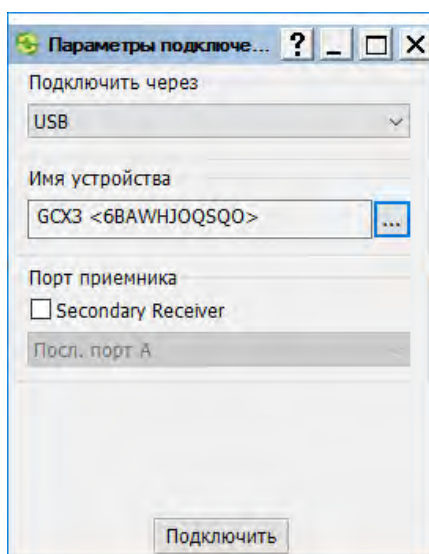 Параметры подключе... ?
Подключить через
USB
Имя устройства
GCX3 <6BAWHJOQSQO>
...
Порт приемника
Secondary Receiver
Посл. порт A
Подключить